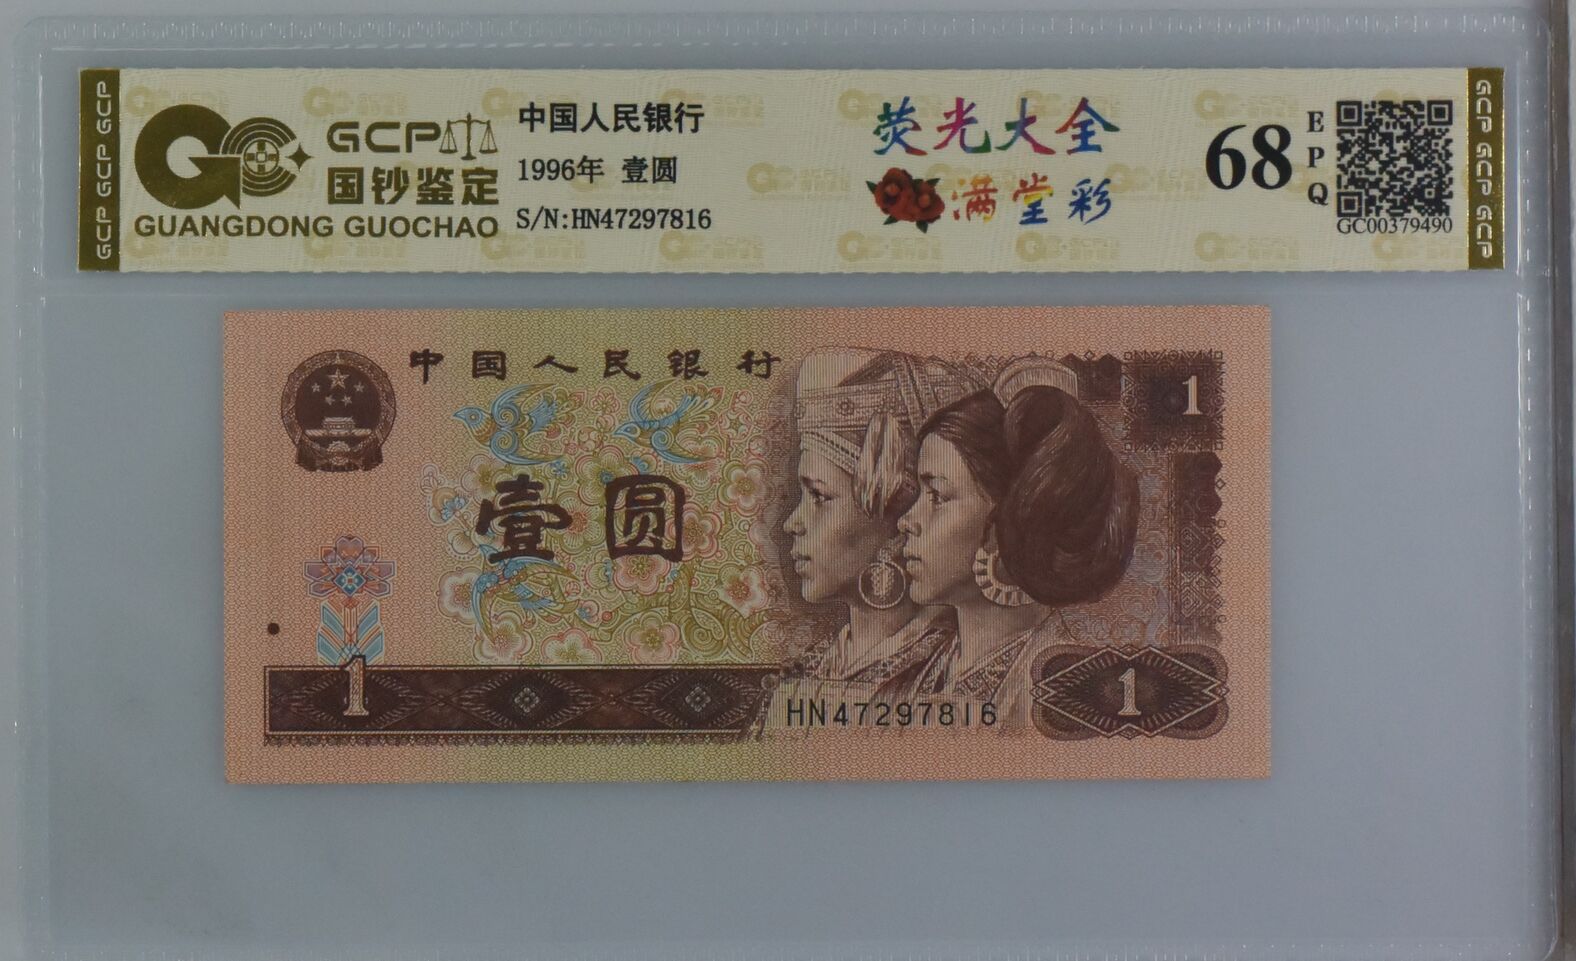 GCP GCP GCP
GCP
国钞鉴定
GUANGDONG GUOCHAO
中国人民银行
1996年 壹圆
S/N:HN47297816
荧光大全
满堂彩
68
EPQ
GC00379490
GCP GCP GCP
中国人民银行
1
壹圆
1
HN47297816
1